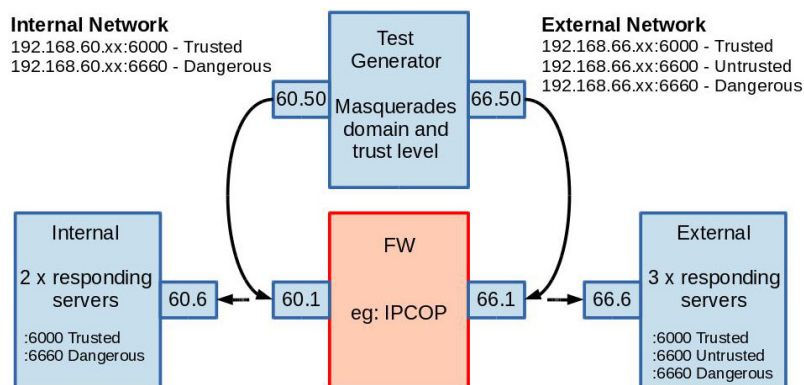 Internal Network
192.168.60.xx:6000 - Trusted
192.168.60.xx:6660 - Dangerous
Test
Generator
Masquerades
domain and
trust level
External Network
192.168.66.xx:6000 - Trusted
192.168.66.xx:6600 - Untrusted
192.168.66.xx:6660 - Dangerous
60.50
66.50
Internal
2 x responding
servers
:6000 Trusted
:6660 Dangerous
60.6
60.1
FW
eg: IPCOP
66.1
66.6
External
3 x responding
servers
:6000 Trusted
:6600 Untrusted
:6660 Dangerous